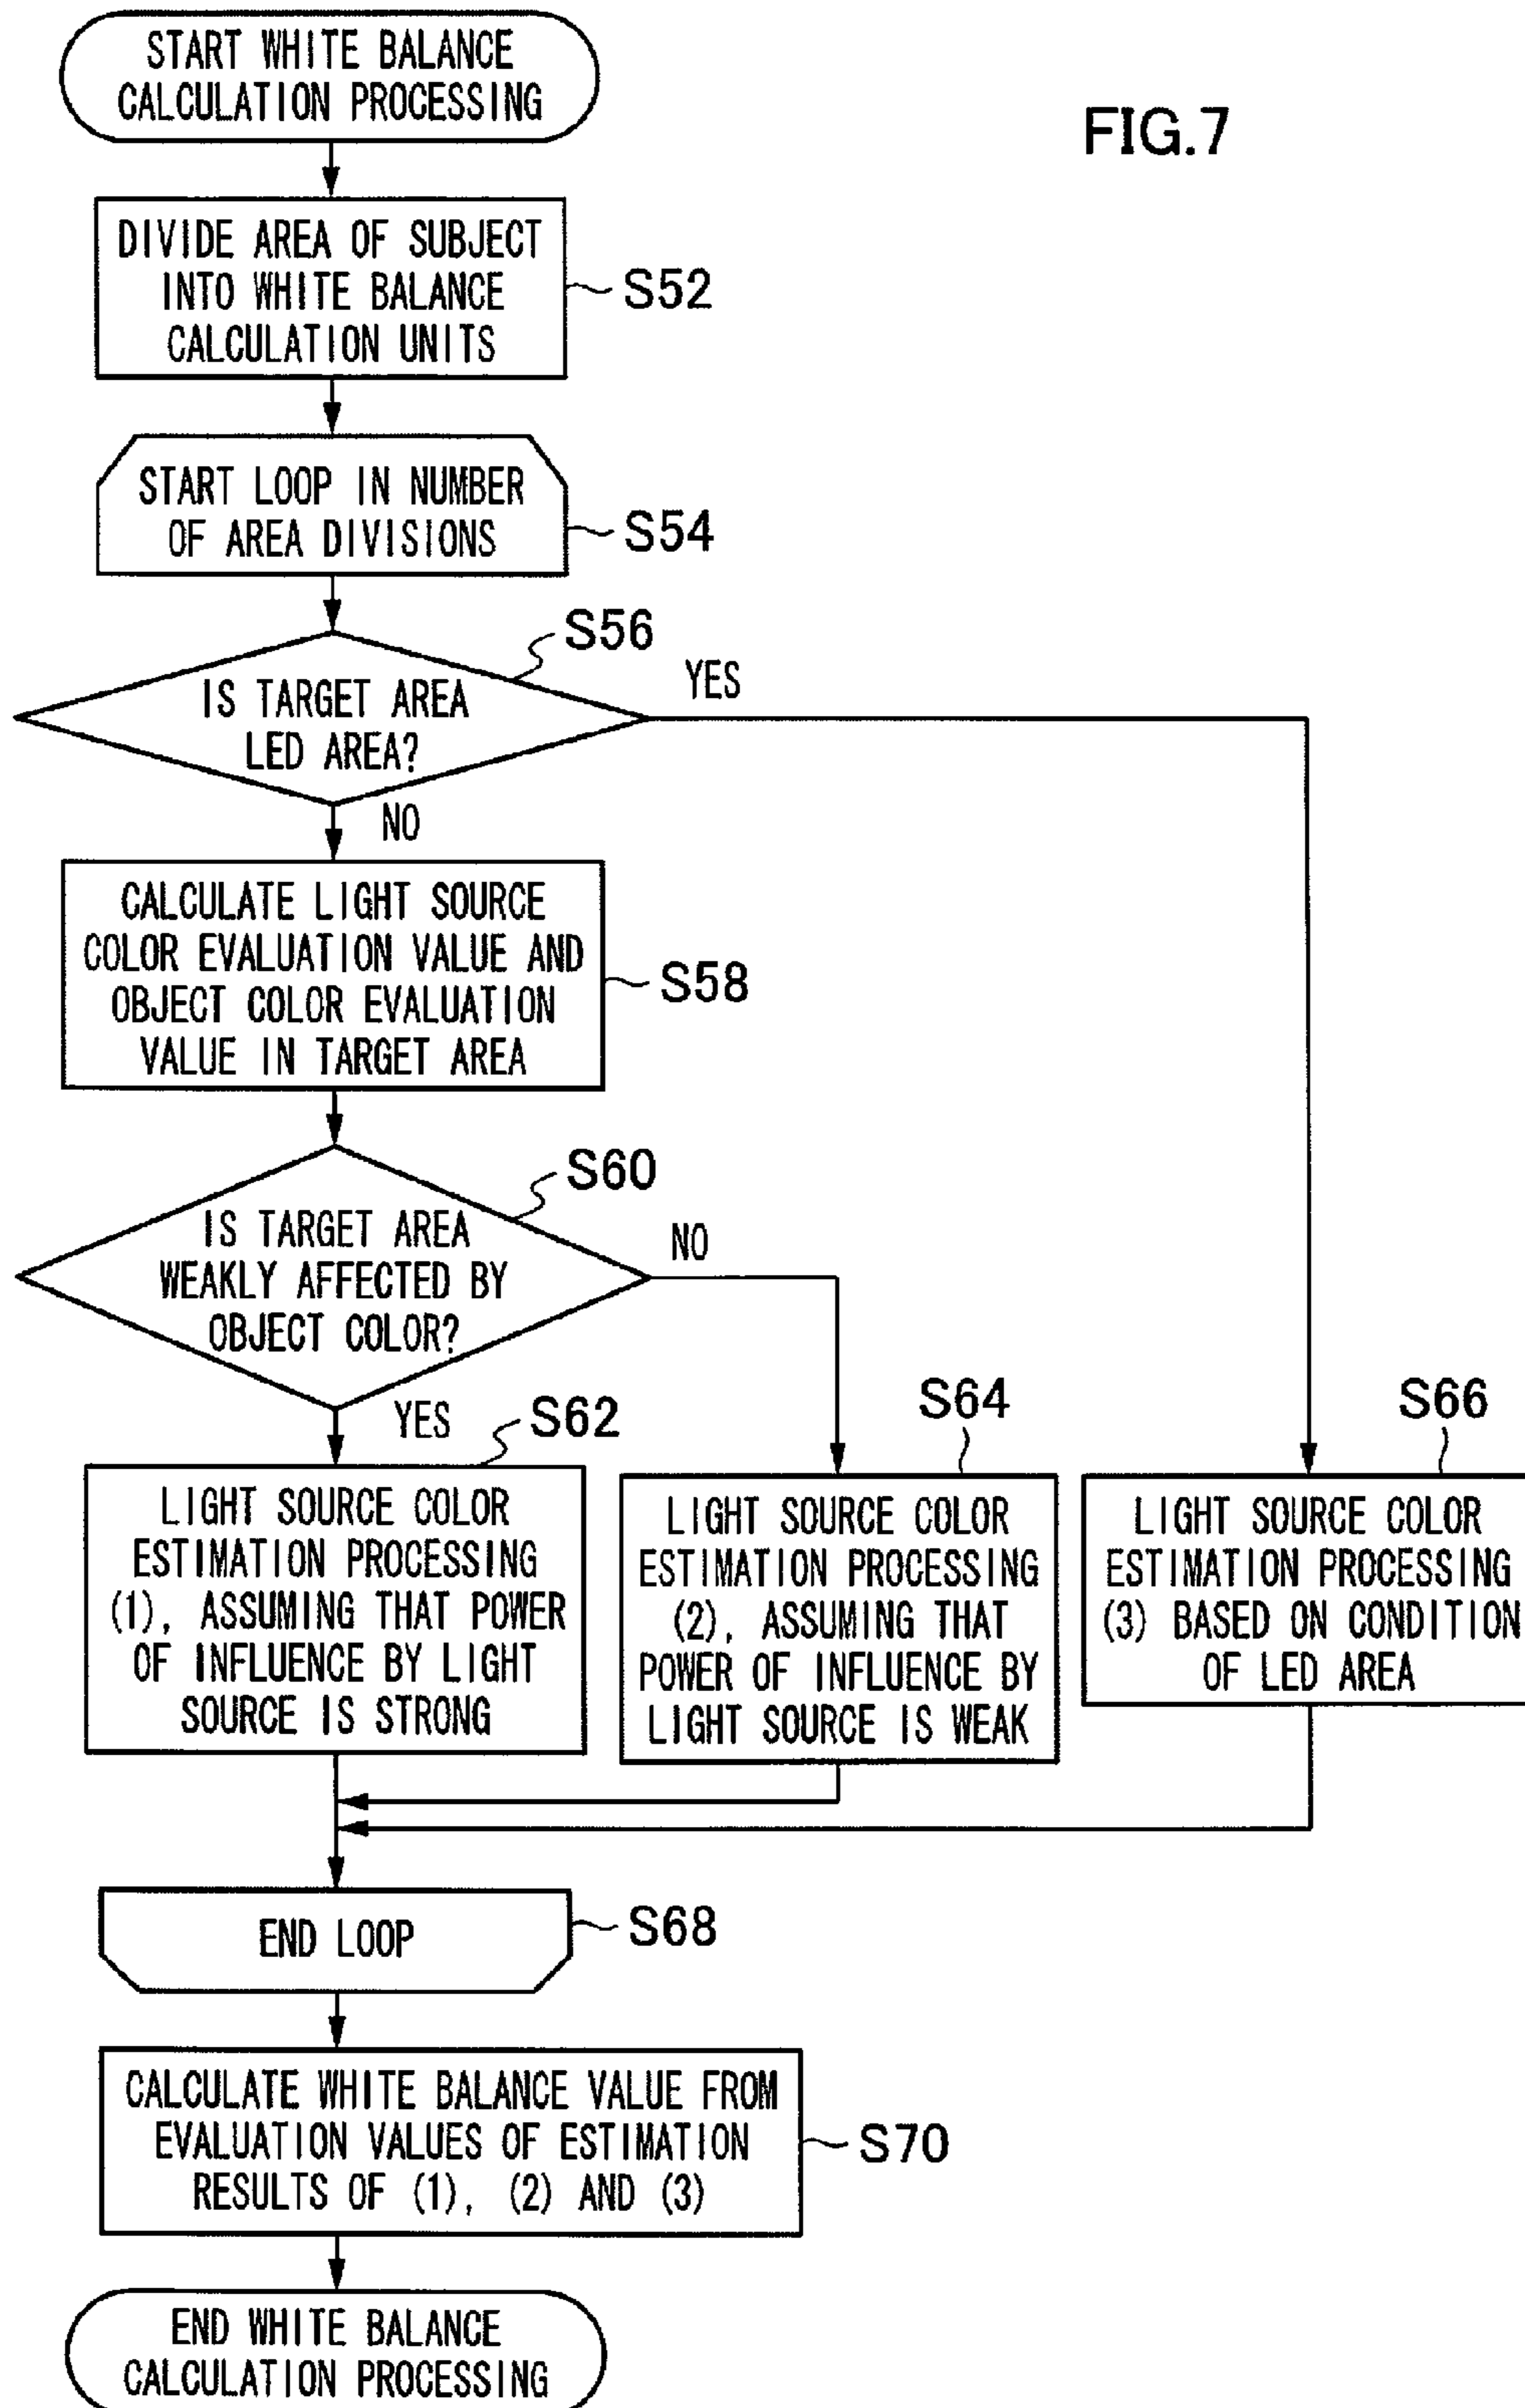 START WHITE BALANCE
CALCULATION PROCESSING
FIG.7
DIVIDE AREA OF SUBJECT
INTO WHITE BALANCE
CALCULATION UNITS
S52
START LOOP IN NUMBER
OF AREA DIVISIONS
S54
S56
IS TARGET AREA
LED AREA?
YES
NO
CALCULATE LIGHT SOURCE
COLOR EVALUATION VALUE AND
OBJECT COLOR EVALUATION
VALUE IN TARGET AREA
S58
S60
IS TARGET AREA
WEAKLY AFFECTED BY
OBJECT COLOR?
NO
YES
S62
LIGHT SOURCE COLOR
ESTIMATION PROCESSING
(1), ASSUMING THAT POWER
OF INFLUENCE BY LIGHT
SOURCE IS STRONG
S64
LIGHT SOURCE COLOR
ESTIMATION PROCESSING
(2), ASSUMING THAT
POWER OF INFLUENCE BY
LIGHT SOURCE IS WEAK
S66
LIGHT SOURCE COLOR
ESTIMATION PROCESSING
(3) BASED ON CONDITION
OF LED AREA
END LOOP
S68
CALCULATE WHITE BALANCE VALUE FROM
EVALUATION VALUES OF ESTIMATION
RESULTS OF (1), (2) AND (3)
S70
END WHITE BALANCE
CALCULATION PROCESSING